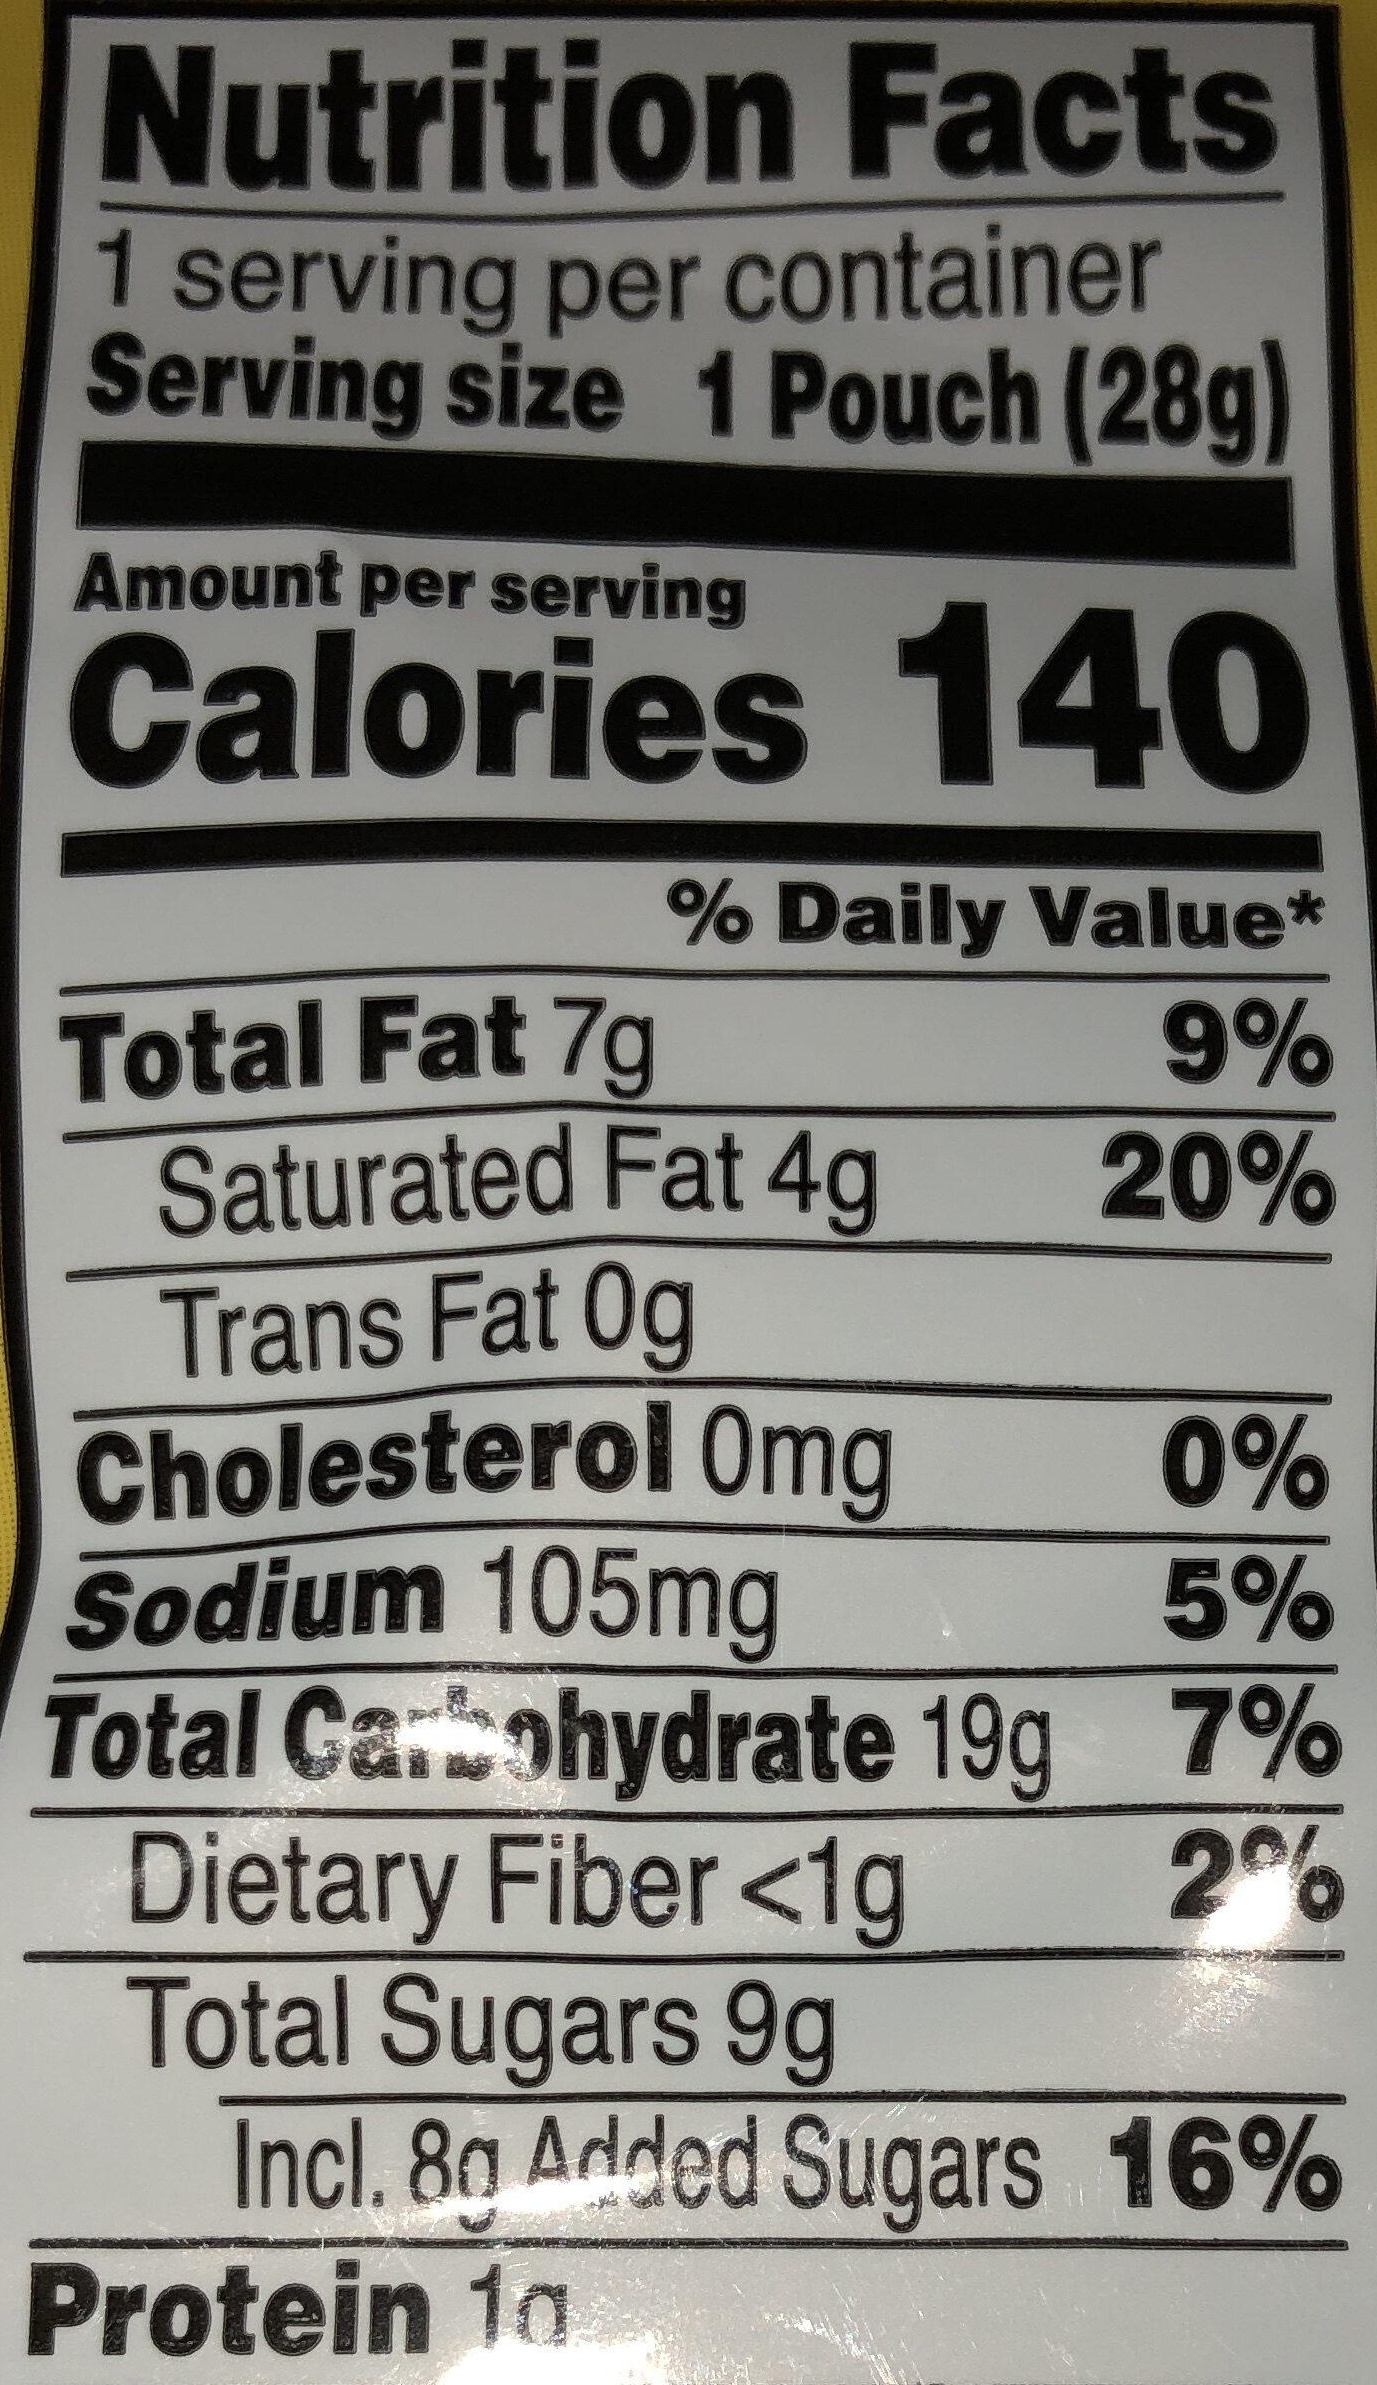 Nutrition Facts
1 serving per container
Serving size 1 Pouch (28g)
Amount per serving
Calories 140
% Daily Value*
Total Fat 7g 9%
Saturated Fat 4g 20%
Trans Fat 0g
Cholesterol 0mg 0%
Sodium 105mg 5%
Total Carbohydrate 19g 7%
Dietary Fiber <1g 2%
Total Sugars 9g
Incl. 8g Added Sugars 16%
Protein 1g